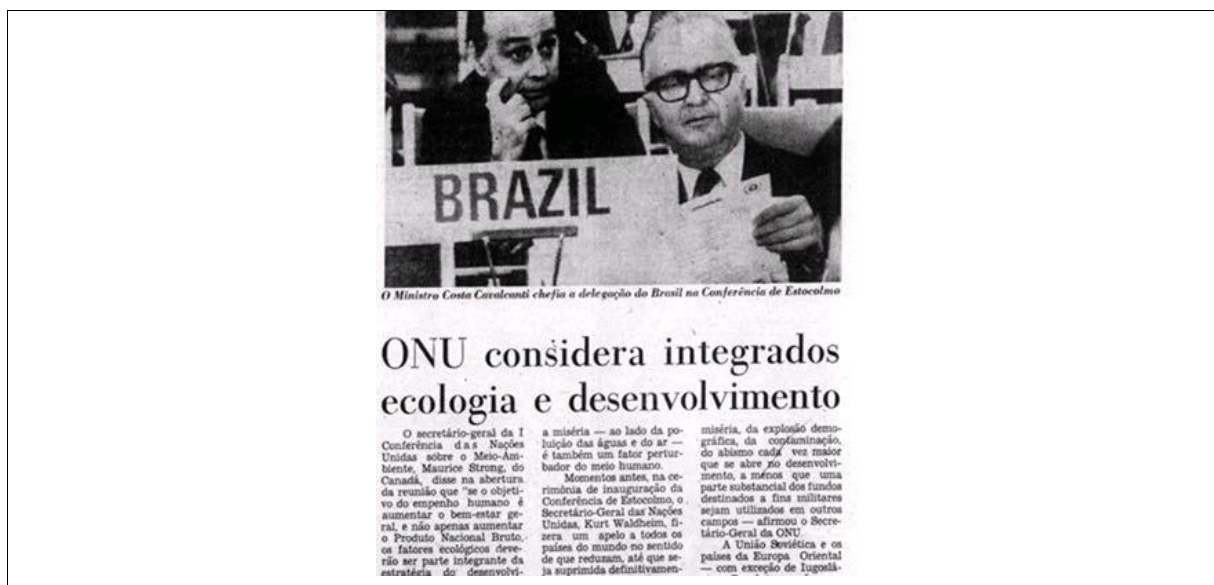 BRAZIL
O Ministro Costa Cavalcanti chefia a delegação do Brasil na Conferência de Estocolmo
ONU considera integrados
ecologia e desenvolvimento
O secretário-geral da I
Conferência das Nações
Unidas sôbre o Meio-Am-
biente, Maurice Strong, do
Canadá, disse na abertura
da reunião que "se o objeti-
vo do empenho humano é
aumentar o bem-estar ge-
ral, e não apenas aumentar
o Produto Nacional Bruto,
os fatores ecológicos deve-
rão ser parte integrante da
estratégia do desenvolvi-
a miséria — ao lado da po-
luição das águas e do ar —
é também um fator pertur-
bador do meio humano.
Momentos antes, na ce-
rimônia de inauguração da
Conferência de Estocolmo, o
Secretário-Geral das Nações
Unidas, Kurt Waldheim, fi-
zera um apelo a todos os
países do mundo no sentido
de que reduzam, até que se-
ja suprimida definitivamen-
miséria, da explosão demo-
gráfica, da contaminação,
do abismo cada vez maior
que se abre no desenvolvi-
mento, a menos que uma
parte substancial dos fundos
destinados a fins militares
sejam utilizados em outros
campos — afirmou o Secre-
tário-Geral da ONU.
A União Soviética e os
países da Europa Oriental
— com exceção de Iugoslá-